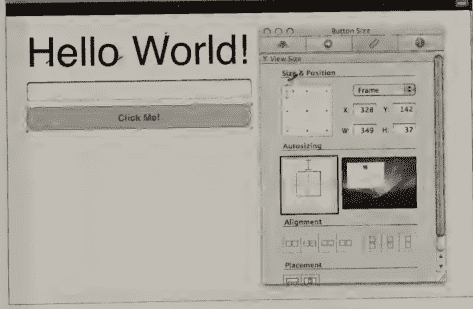 Hello World!
Click Me!
Button Size
View Size
Size & Position
Frame
X: 328 Y: 142
W: 349 H: 37
Autosizing
Alignment
Placement